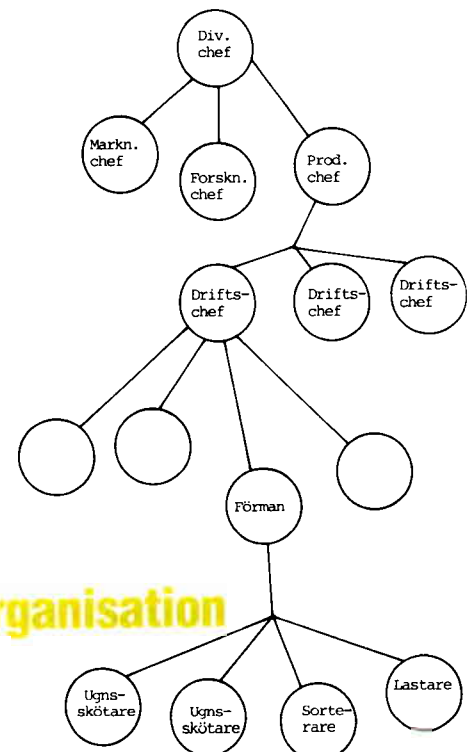 Div.
chef
Markn.
chef
Forskn.
chef
Prod.
chef
Drifts-
chef
Drifts-
chef
Drifts-
chef
Förman
rganisation
Ugns-
skötare
Ugns-
skötare
Sorte-
rare
Lastare